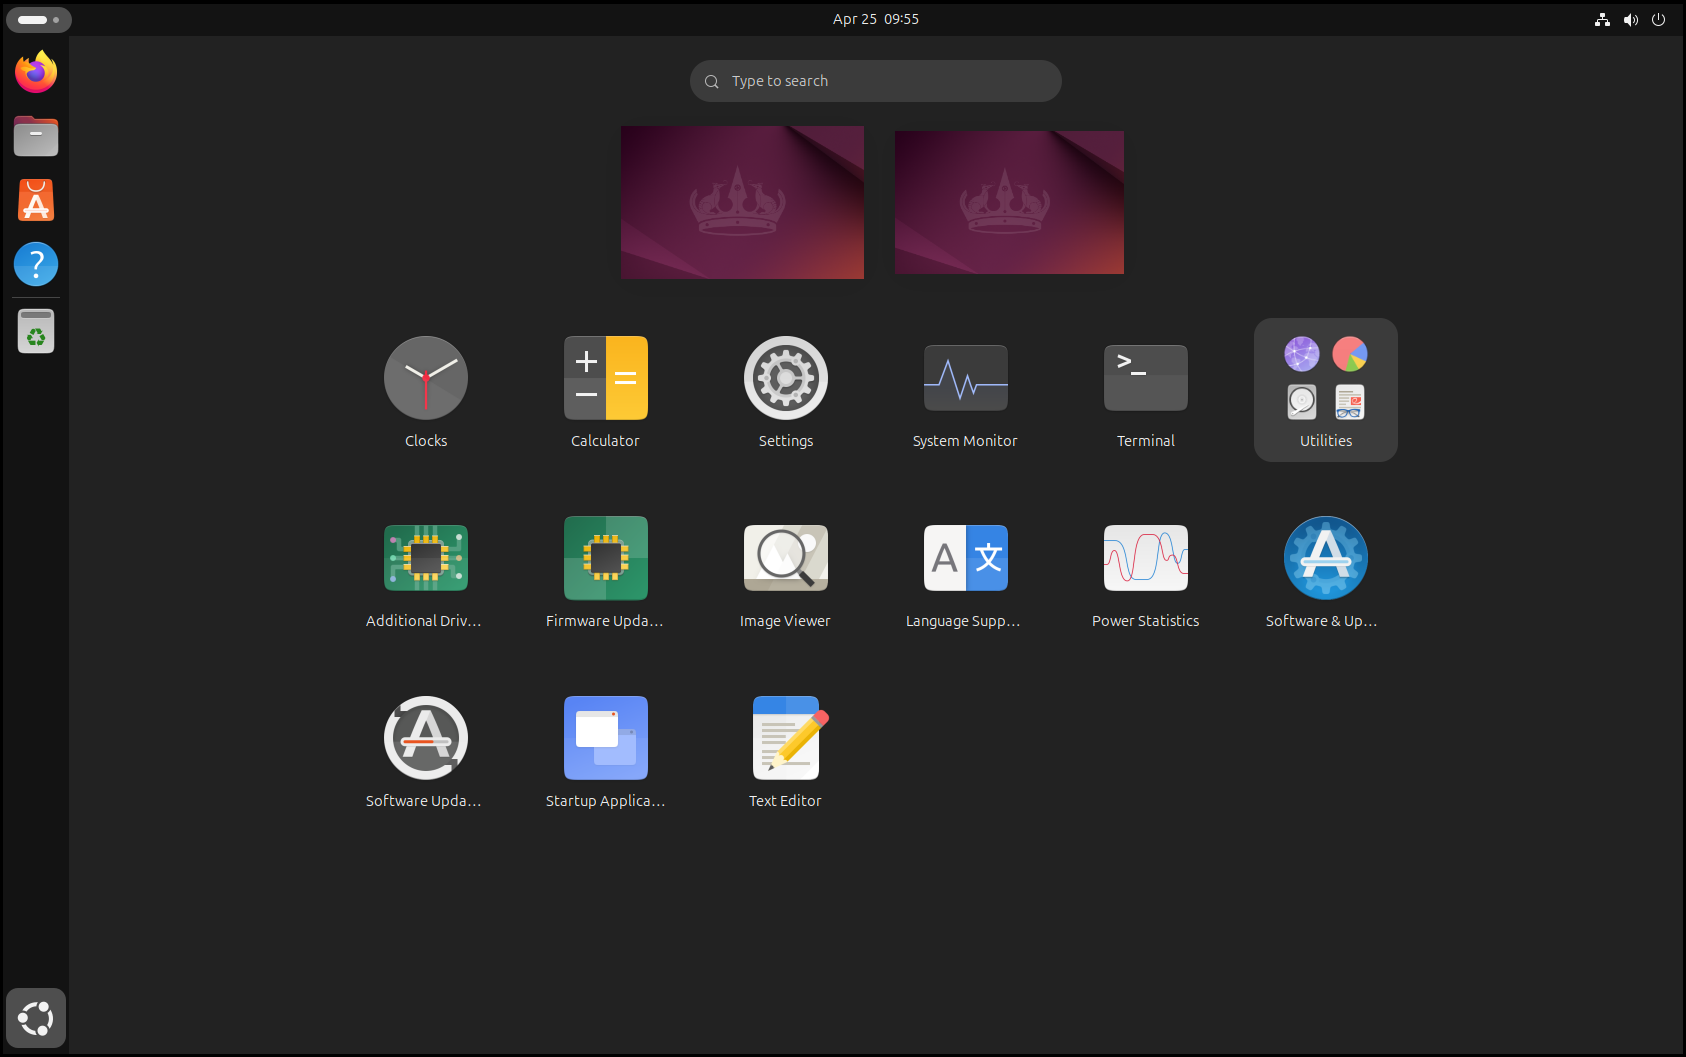 Apr 25 09:55
Type to search
Clocks
Calculator
Settings
System Monitor
Terminal
Utilities
Additional Driv…
Firmware Upda…
Image Viewer
Language Supp…
Power Statistics
Software & Up…
Software Upda…
Startup Applica…
Text Editor